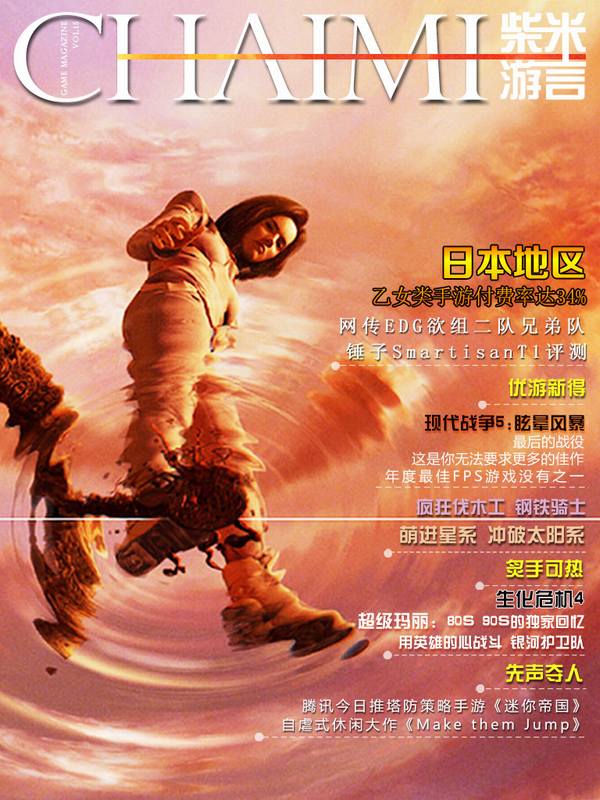 CHAIMI
GAME MAGAZINE
VOL.15
柴米
游言
日本地区
乙女类手游付费率达34%
网传EDG欲组二队兄弟队
锤子SmartisanT1评测
优游新得
现代战争5:眩晕风暴
最后的战役
这是你无法要求更多的佳作
年度最佳FPS游戏没有之一
疯狂伐木工 钢铁骑士
萌逛星系 冲破太阳系
炙手可热
生化危机4
超级玛丽：80S 90S的独家回忆
用英雄的心战斗 银河护卫队
先声夺人
腾讯今日推塔防策略手游《迷你帝国》
自虐式休闲大作《Make them Jump》